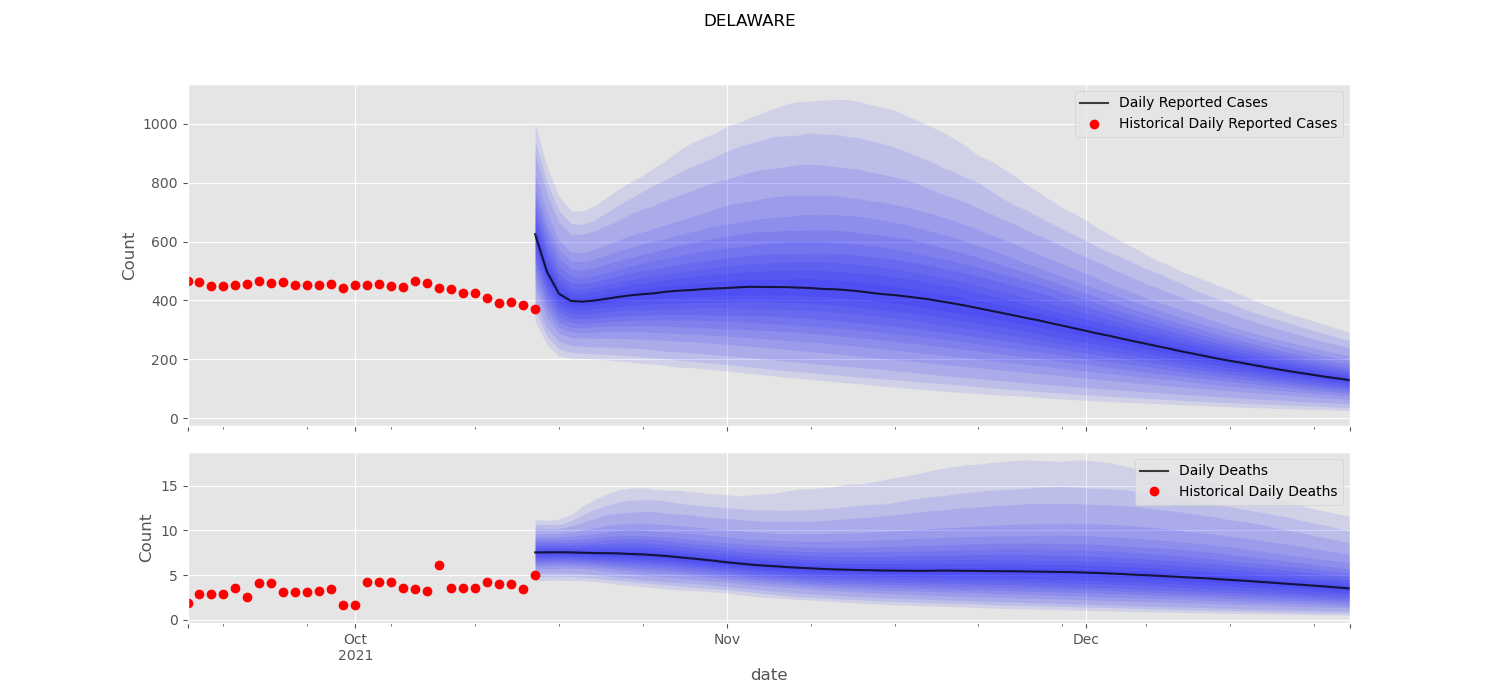 DELAWARE
Daily Reported Cases
Historical Daily Reported Cases
1000
800
600
400
200
0
Count
Daily Deaths
Historical Daily Deaths
15
10
5
0
Count
Oct
2021
Nov
Dec
date